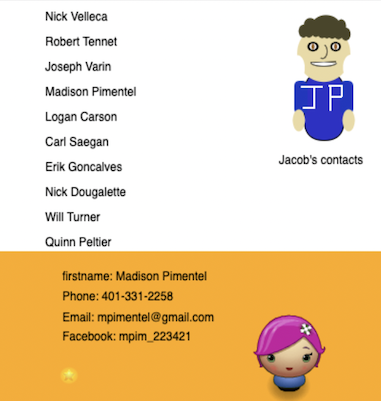 Nick Velleca
Robert Tennet
Joseph Varin
Madison Pimentel
Logan Carson
Carl Saegan
Erik Goncalves
Nick Dougalette
Will Turner
Quinn Peltier
JP
Jacob's contacts
firstname: Madison Pimentel
Phone: 401-331-2258
Email: mpimentel@gmail.com
Facebook: mpim_223421